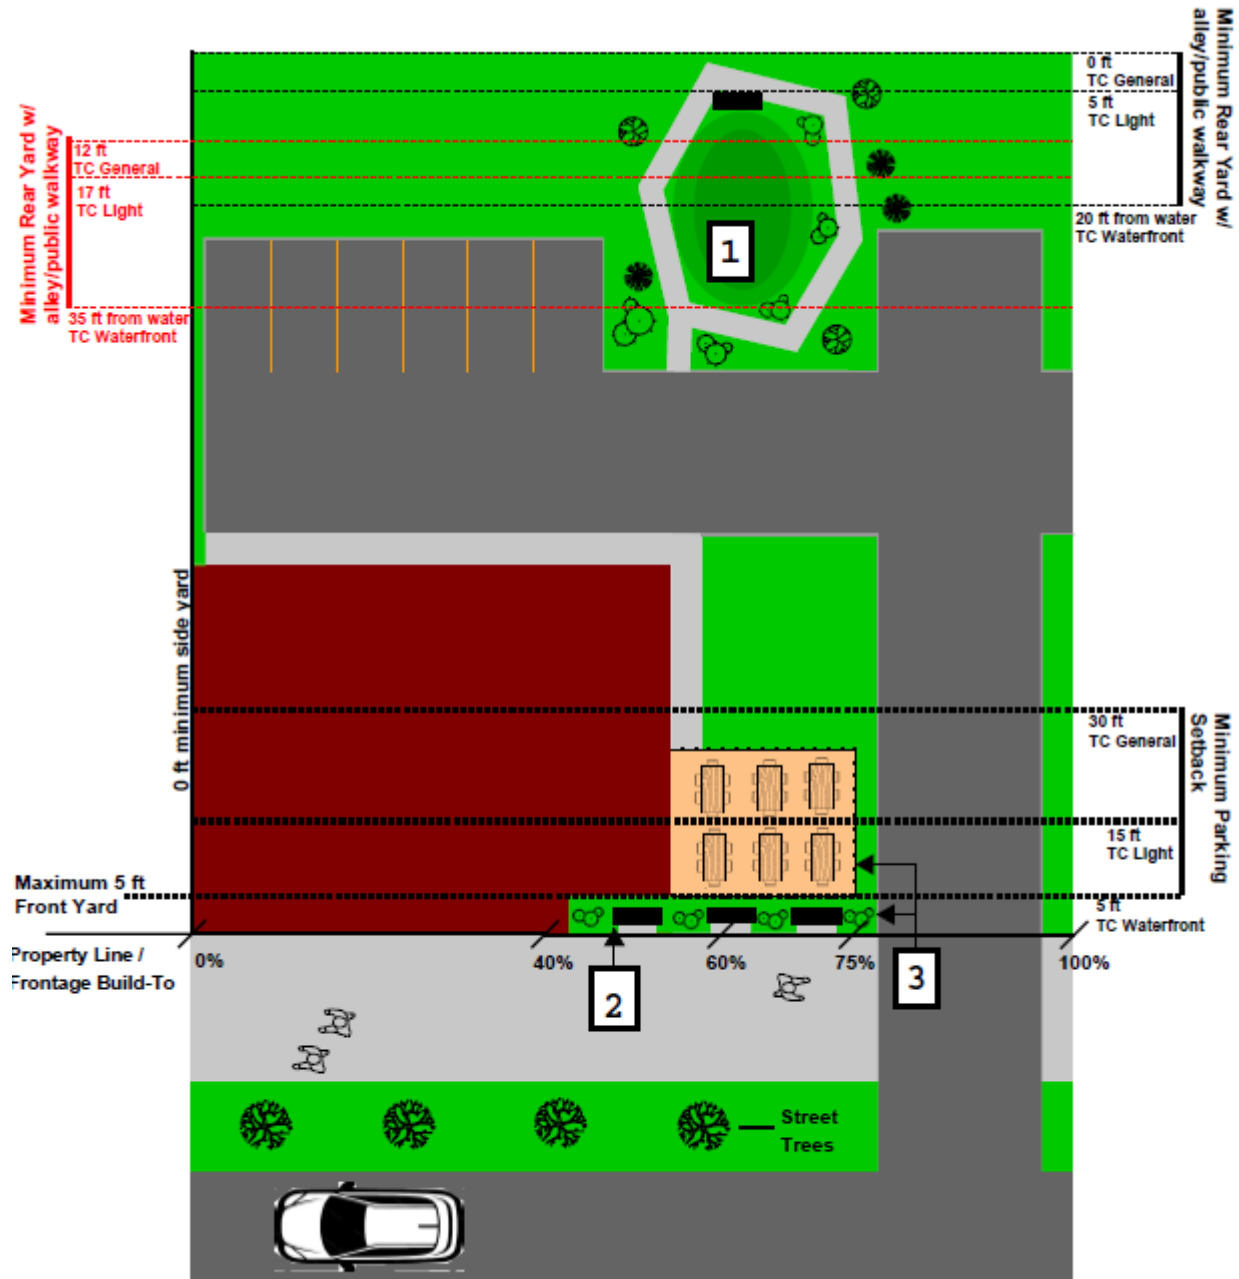 Minimum Rear Yard w/
alley/public walkway
0 ft
TC General
5 ft
TC Light
20 ft from water
TC Waterfront
Minimum Rear Yard w/
alley/public walkway
12 ft
TC General
17 ft
TC Light
35 ft from water
TC Waterfront
1
0 ft minimum side yard
30 ft
TC General
15 ft
TC Light
5 ft
TC Waterfront
Minimum Parking
Setback
Maximum 5 ft
Front Yard
Property Line /
Frontage Build-To
0%
40%
60%
75%
100%
2
3
Street
Trees